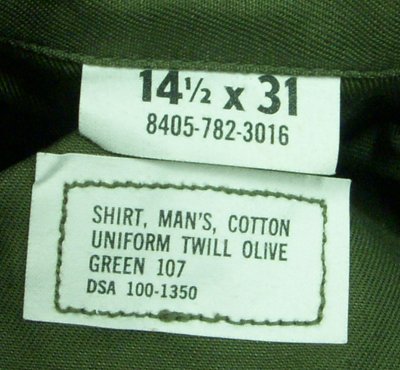 14½ x 31
8405-782-3016
SHIRT, MAN'S, COTTON
UNIFORM TWILL OLIVE
GREEN 107
DSA 100-1350